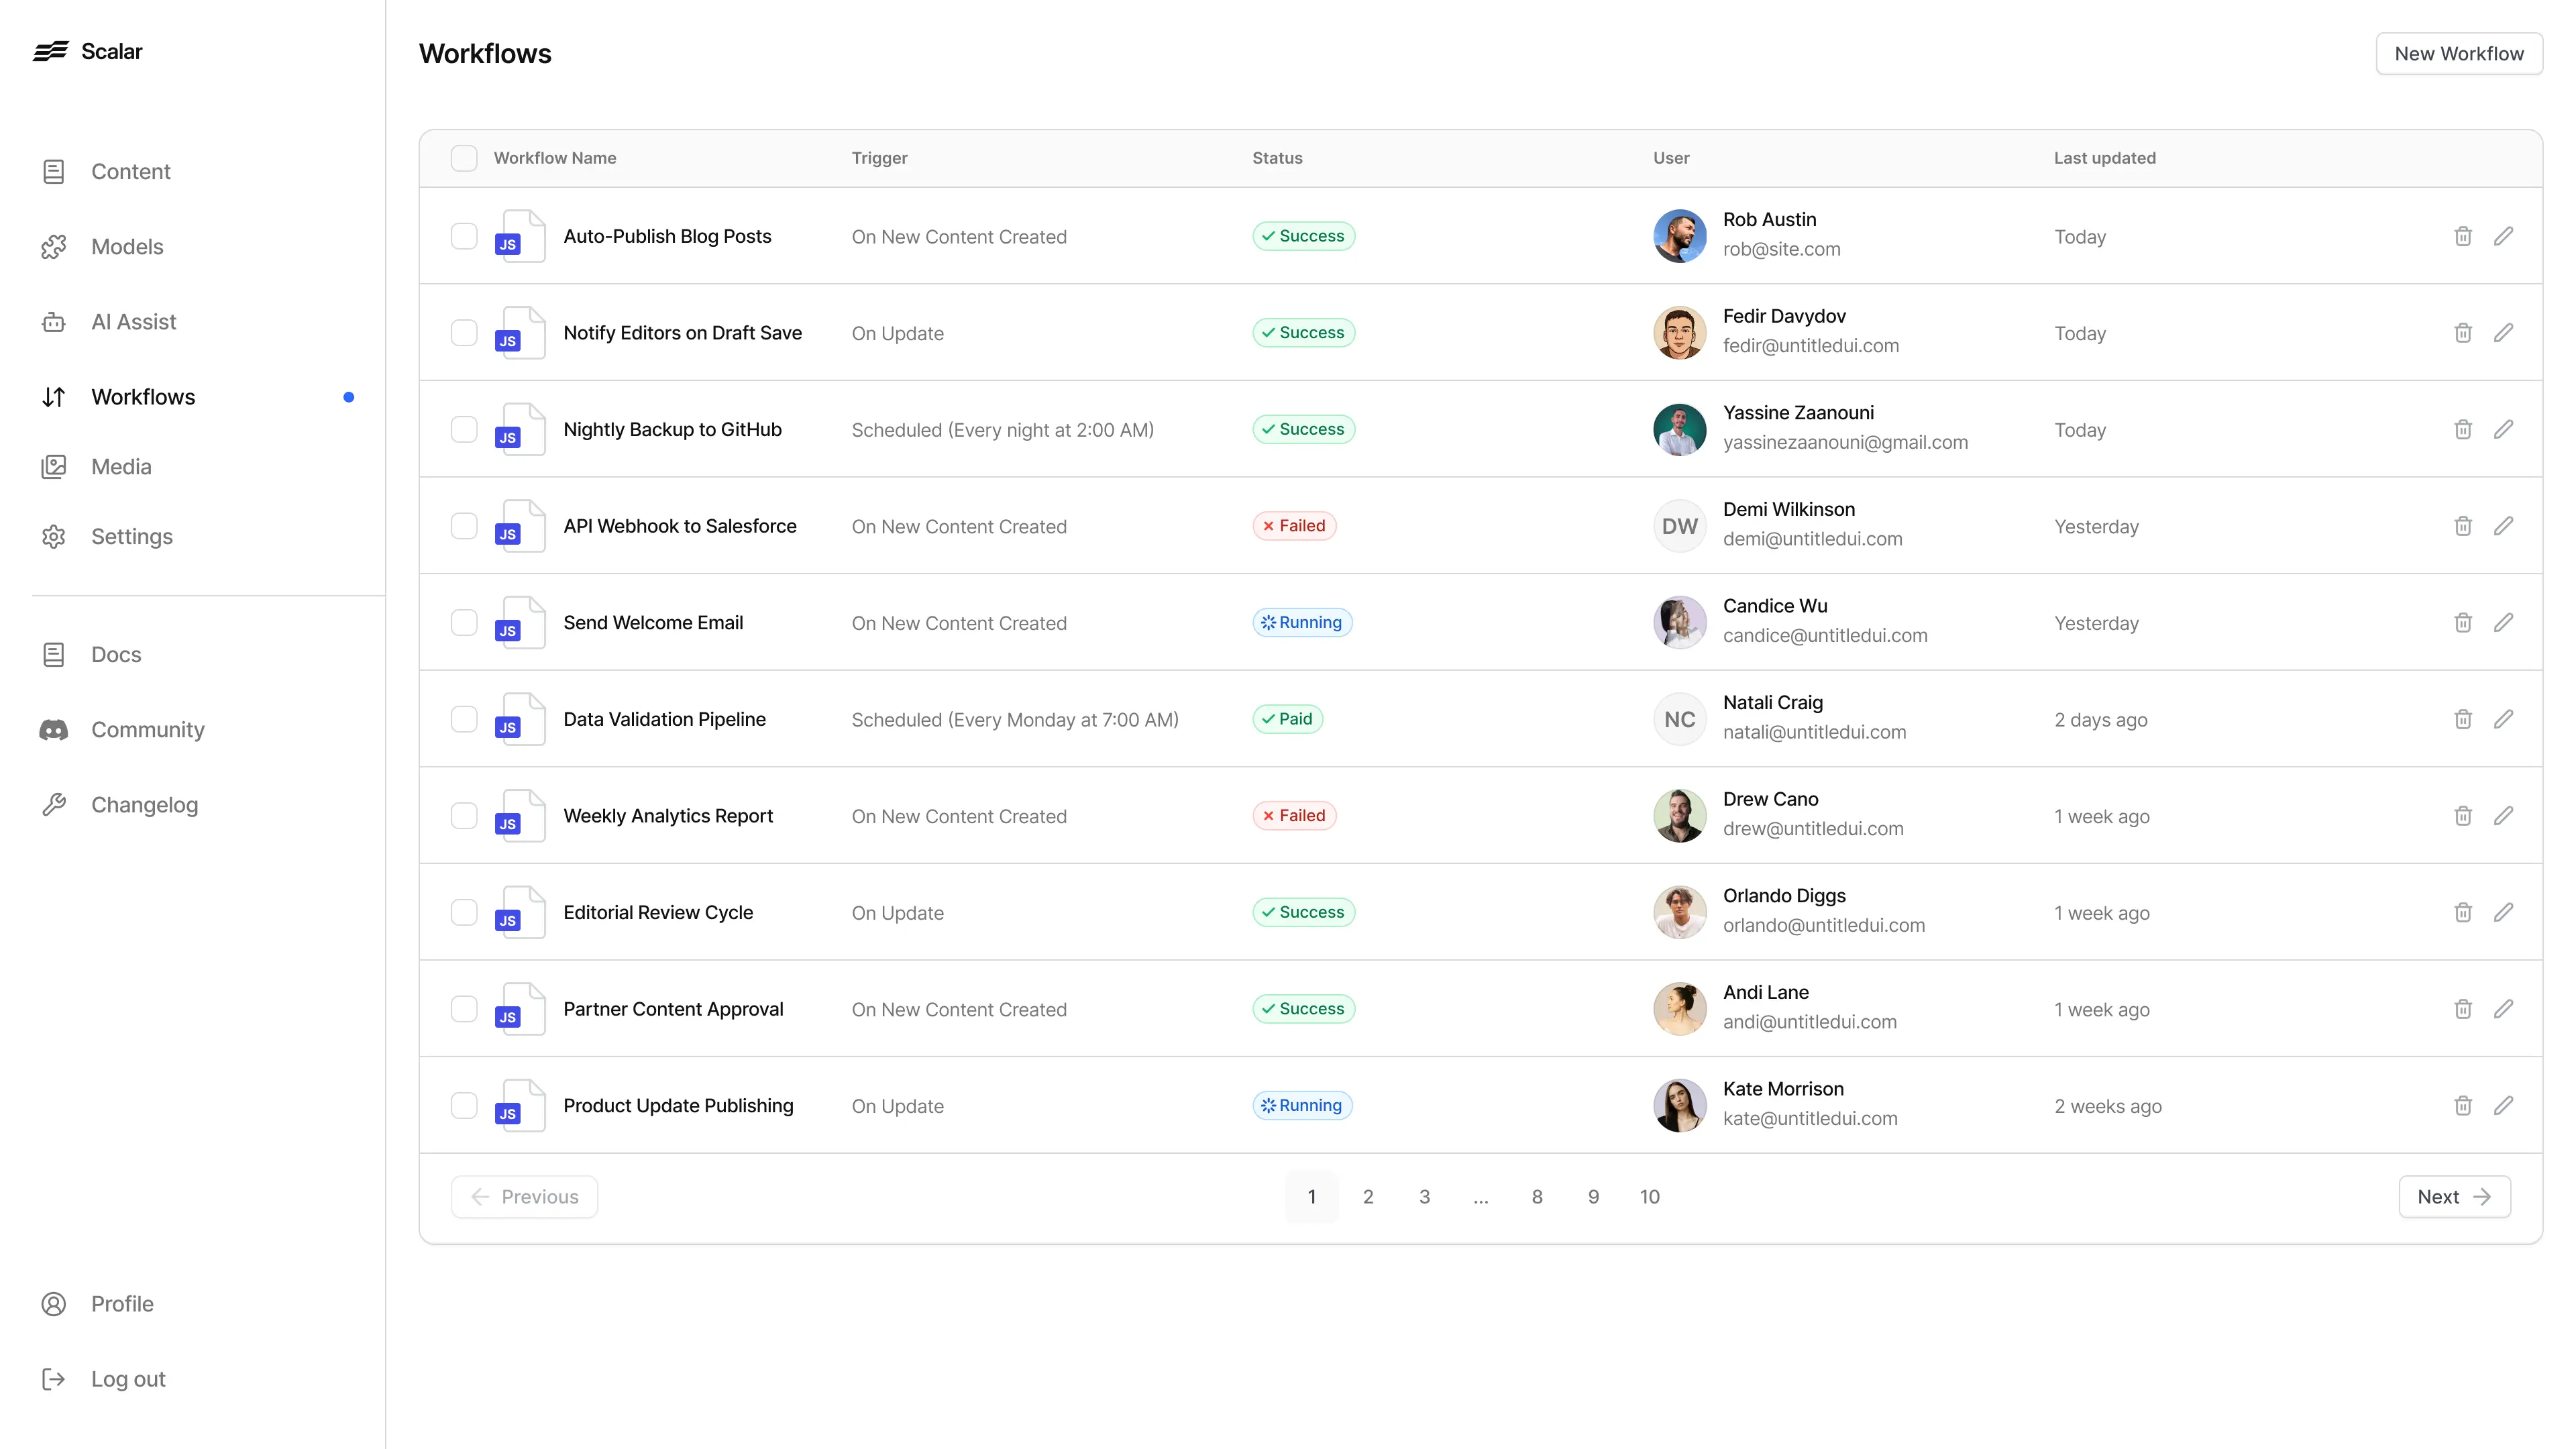 Scalar
Content
Models
AI Assist
Workflows
Media
Settings
Docs
Community
Changelog
Profile
Log out
Workflows
New Workflow
Workflow Name Trigger Status User Last updated
JS Auto-Publish Blog Posts On New Content Created Success Rob Austin Today
rob@site.com
JS Notify Editors on Draft Save On Update Success Fedir Davydov Today
fedir@untitledui.com
JS Nightly Backup to GitHub Scheduled (Every night at 2:00 AM) Success Yassine Zaanouni Today
yassinezaanouni@gmail.com
JS API Webhook to Salesforce On New Content Created Failed DW Demi Wilkinson Yesterday
demi@untitledui.com
JS Send Welcome Email On New Content Created Running Candice Wu Yesterday
candice@untitledui.com
JS Data Validation Pipeline Scheduled (Every Monday at 7:00 AM) Paid NC Natali Craig 2 days ago
natali@untitledui.com
JS Weekly Analytics Report On New Content Created Failed Drew Cano 1 week ago
drew@untitledui.com
JS Editorial Review Cycle On Update Success Orlando Diggs 1 week ago
orlando@untitledui.com
JS Partner Content Approval On New Content Created Success Andi Lane 1 week ago
andi@untitledui.com
JS Product Update Publishing On Update Running Kate Morrison 2 weeks ago
kate@untitledui.com
Previous 1 2 3 ... 8 9 10 Next